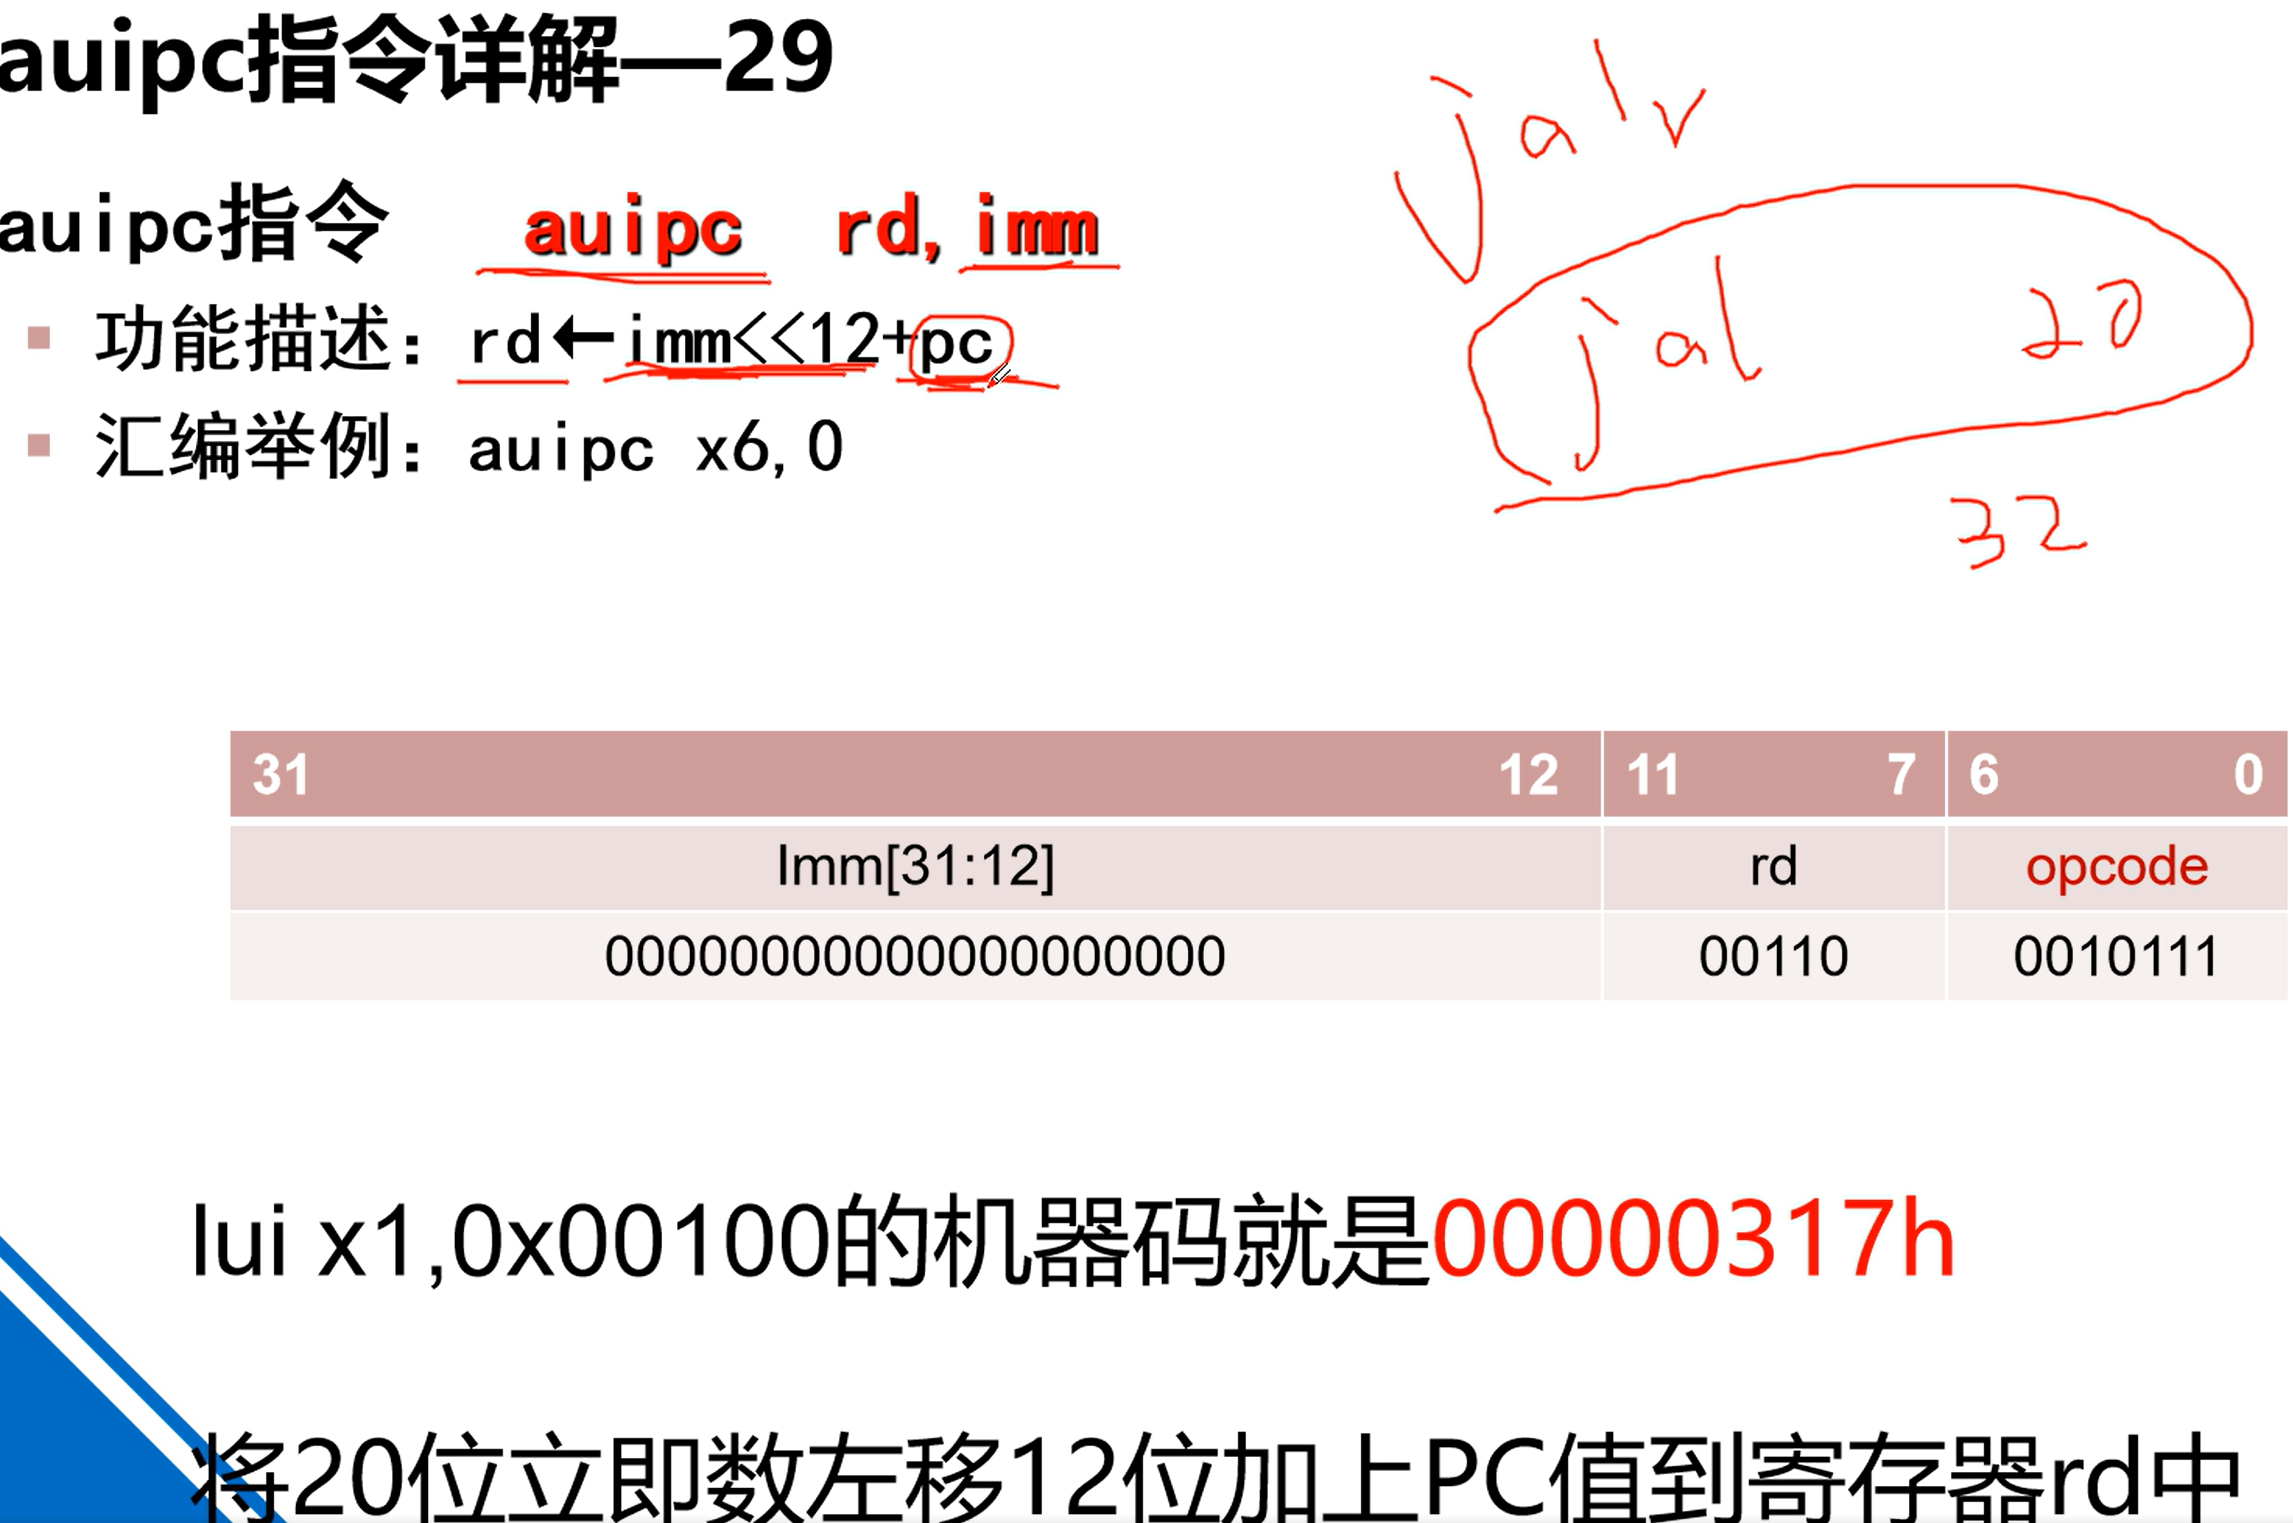 auipc指令详解—29
jalr
auipc指令 auipc rd,imm
功能描述：rd←imm<<12+pc
jal 20
汇编举例：auipc x6,0
32
31 12 11 7 6 0
Imm[31:12] rd opcode
00000000000000000000 00110 0010111
lui x1,0x00100的机器码就是00000317h
将20位立即数左移12位加上PC值到寄存器rd中